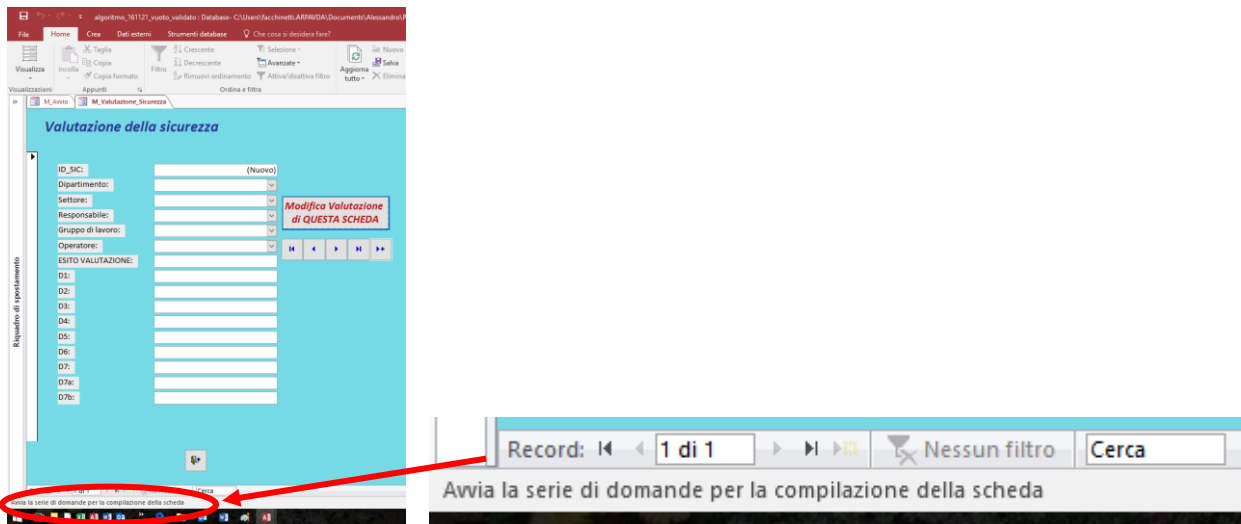 algoritmo_161121_vuoto_validato : Database- C:\Users\facchinetti.ARPAVDA\Documents\Alessandro\P
File Home Crea Dati esterni Strumenti database Che cosa si desidera fare?
Visualizza
Incolla
Taglia
Copia
Copia formato
Filtro
Crescente
Decrescente
Rimuovi ordinamento
Selezione
Avanzate
Attiva/disattiva filtro
Aggiorna tutto
Nuovo
Salva
Elimina
Visualizzazioni Appunti Ordina e filtra
M_Avvio M_Valutazione_Sicurezza
Riquadro di spostamento
Valutazione della sicurezza
ID_SIC: (Nuovo)
Dipartimento:
Settore:
Responsabile:
Gruppo di lavoro:
Operatore:
ESITO VALUTAZIONE:
D1:
D2:
D3:
D4:
D5:
D6:
D7:
D7a:
D7b:
Modifica Valutazione
di QUESTA SCHEDA
1 di 1 Cerca
Avvia la serie di domande per la compilazione della scheda
Record: 1 di 1 Nessun filtro Cerca
Avvia la serie di domande per la compilazione della scheda